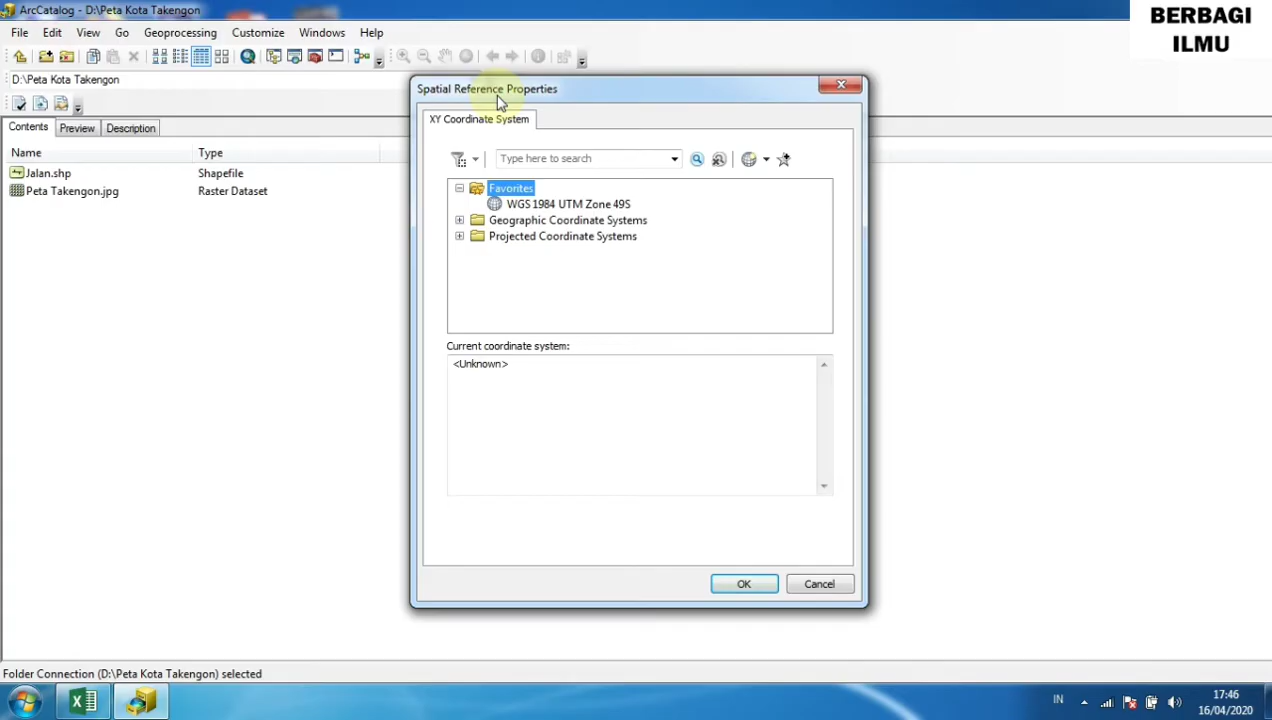 ArcCatalog - D:\Peta Kota Takengon
BERBAGI
ILMU
File Edit View Go Geoprocessing Customize Windows Help
D:\Peta Kota Takengon
Contents Preview Description
Name Type
Jalan.shp Shapefile
Peta Takengon.jpg Raster Dataset
Spatial Reference Properties
XY Coordinate System
Type here to search
Favorites
WGS 1984 UTM Zone 49S
Geographic Coordinate Systems
Projected Coordinate Systems
Current coordinate system:
<Unknown>
OK Cancel
Folder Connection (D:\Peta Kota Takengon) selected
IN 17:46
16/04/2020